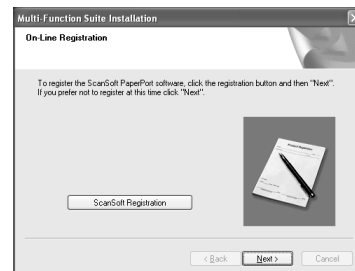 Multi-Function Suite Installation
On-Line Registration
To register the ScanSoft PaperPort software, click the registration button and then "Next".
If you prefer not to register at this time click "Next".
ScanSoft Registration
< Back
Next >
Cancel